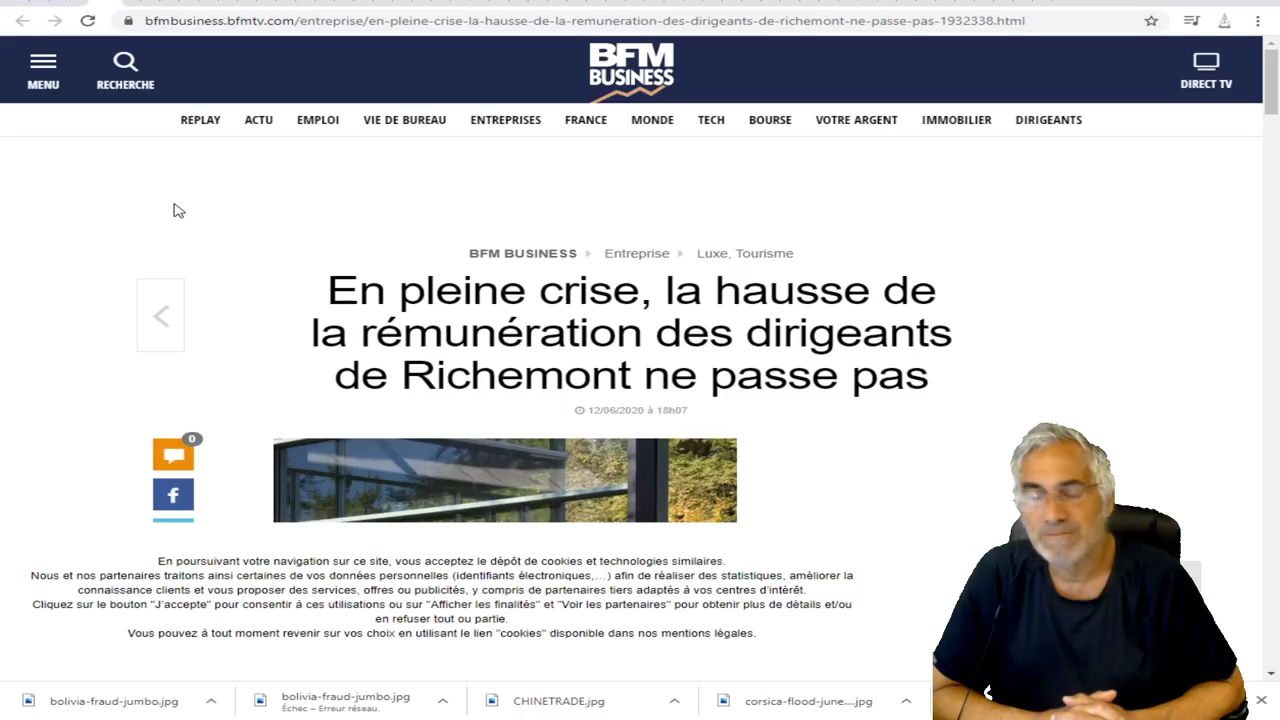 bfmbusiness.bfmtv.com/entreprise/en-pleine-crise-la-hausse-de-la-remuneration-des-dirigeants-de-richemont-ne-passe-pas-1932338.html
MENU
RECHERCHE
BFM
BUSINESS
DIRECT TV
REPLAY ACTU EMPLOI VIE DE BUREAU ENTREPRISES FRANCE MONDE TECH BOURSE VOTRE ARGENT IMMOBILIER DIRIGEANTS
BFM BUSINESS Entreprise Luxe, Tourisme
En pleine crise, la hausse de
la rémunération des dirigeants
de Richemont ne passe pas
12/06/2020 à 18h07
0
f
En poursuivant votre navigation sur ce site, vous acceptez le dépôt de cookies et technologies similaires.
Nous et nos partenaires traitons ainsi certaines de vos données personnelles (identifiants électroniques,...) afin de réaliser des statistiques, améliorer la
connaissance clients et vous proposer des services, offres ou publicités, y compris de partenaires tiers adaptés à vos centres d'intérêt.
Cliquez sur le bouton "J'accepte" pour consentir à ces utilisations ou sur "Afficher les finalités" et "Voir les partenaires" pour obtenir plus de détails et/ou
en refuser tout ou partie.
Vous pouvez à tout moment revenir sur vos choix en utilisant le lien "cookies" disponible dans nos mentions légales.
bolivia-fraud-jumbo.jpg
bolivia-fraud-jumbo.jpg
Échec – Erreur réseau.
CHINETRADE.jpg
corsica-flood-june....jpg